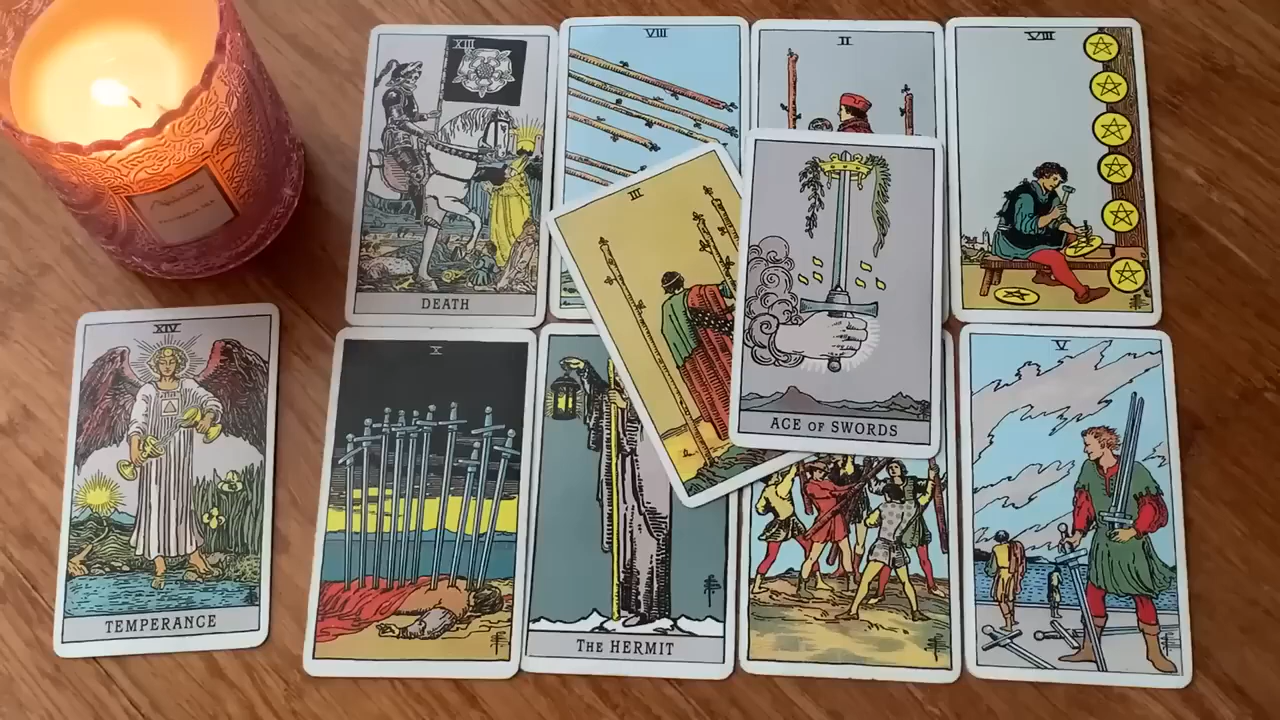 XIII
DEATH
VIII
II
VIII
III
ACE OF SWORDS
XIV
TEMPERANCE
X
THE HERMIT
V